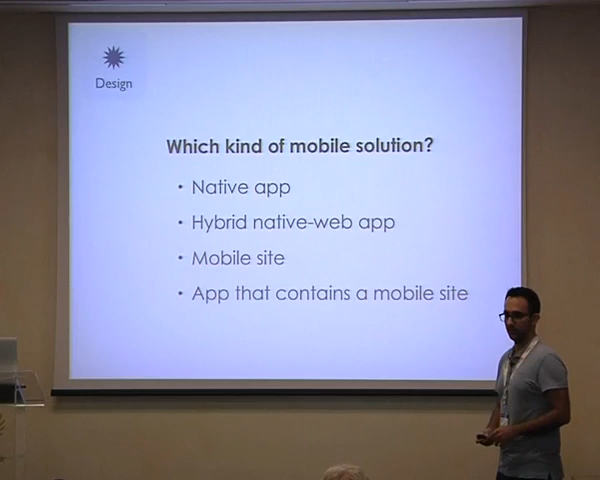 Design
Which kind of mobile solution?
• Native app
• Hybrid native-web app
• Mobile site
• App that contains a mobile site